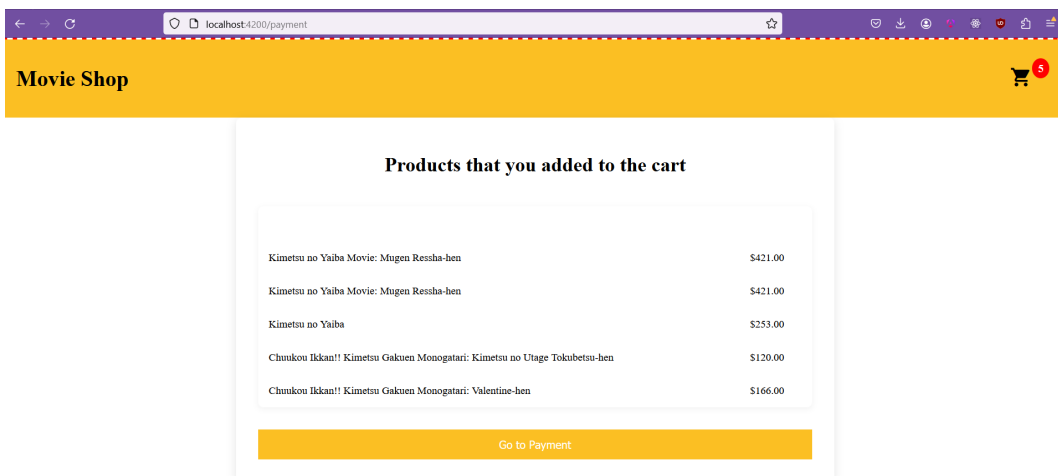 localhost:4200/payment
Movie Shop
5
Products that you added to the cart
Kimetsu no Yaiba Movie: Mugen Ressha-hen $421.00
Kimetsu no Yaiba Movie: Mugen Ressha-hen $421.00
Kimetsu no Yaiba $253.00
Chuukou Ikkan!! Kimetsu Gakuen Monogatari: Kimetsu no Utage Tokubetsu-hen $120.00
Chuukou Ikkan!! Kimetsu Gakuen Monogatari: Valentine-hen $166.00
Go to Payment